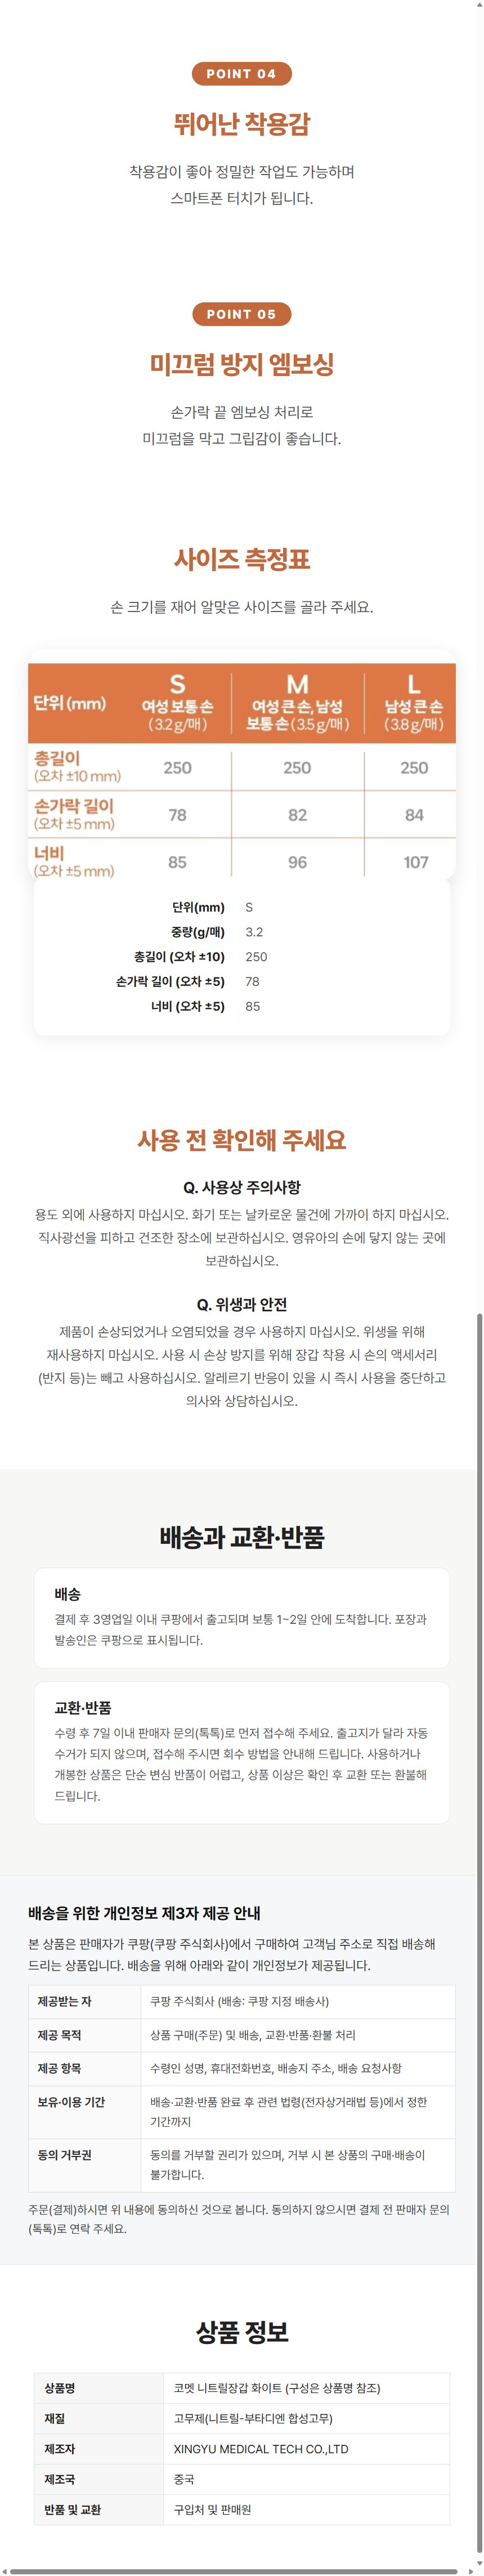 POINT 04
뛰어난 착용감
착용감이 좋아 정밀한 작업도 가능하며
스마트폰 터치가 됩니다.
POINT 05
미끄럼 방지 엠보싱
손가락 끝 엠보싱 처리로
미끄럼을 막고 그립감이 좋습니다.
사이즈 측정표
손 크기를 재어 알맞은 사이즈를 골라 주세요.
단위 (mm) S 여성 보통 손 (3.2g/매) M 여성 큰 손, 남성 보통 손 (3.5g/매) L 남성 큰 손 (3.8g/매)
총길이 (오차 ±10 mm) 250 250 250
손가락 길이 (오차 ±5 mm) 78 82 84
너비 (오차 ±5 mm) 85 96 107
단위(mm) S
중량(g/매) 3.2
총길이 (오차 ±10) 250
손가락 길이 (오차 ±5) 78
너비 (오차 ±5) 85
사용 전 확인해 주세요
Q. 사용상 주의사항
용도 외에 사용하지 마십시오. 화기 또는 날카로운 물건에 가까이 하지 마십시오.
직사광선을 피하고 건조한 장소에 보관하십시오. 영유아의 손에 닿지 않는 곳에
보관하십시오.
Q. 위생과 안전
제품이 손상되었거나 오염되었을 경우 사용하지 마십시오. 위생을 위해
재사용하지 마십시오. 사용 시 손상 방지를 위해 장갑 착용 시 손의 액세서리
(반지 등)는 빼고 사용하십시오. 알레르기 반응이 있을 시 즉시 사용을 중단하고
의사와 상담하십시오.
배송과 교환·반품
배송
결제 후 3영업일 이내 쿠팡에서 출고되며 보통 1~2일 안에 도착합니다. 포장과
발송인은 쿠팡으로 표시됩니다.
교환·반품
수령 후 7일 이내 판매자 문의(톡톡)로 먼저 접수해 주세요. 출고지가 달라 자동
수거가 되지 않으며, 접수해 주시면 회수 방법을 안내해 드립니다. 사용하거나
개봉한 상품은 단순 변심 반품이 어렵고, 상품 이상은 확인 후 교환 또는 환불해
드립니다.
배송을 위한 개인정보 제3자 제공 안내
본 상품은 판매자가 쿠팡(쿠팡 주식회사)에서 구매하여 고객님 주소로 직접 배송해
드리는 상품입니다. 배송을 위해 아래와 같이 개인정보가 제공됩니다.
제공받는 자 쿠팡 주식회사 (배송: 쿠팡 지정 배송사)
제공 목적 상품 구매(주문) 및 배송, 교환·반품·환불 처리
제공 항목 수령인 성명, 휴대전화번호, 배송지 주소, 배송 요청사항
보유·이용 기간 배송·교환·반품 완료 후 관련 법령(전자상거래법 등)에서 정한
기간까지
동의 거부권 동의를 거부할 권리가 있으며, 거부 시 본 상품의 구매·배송이
불가합니다.
주문(결제)하시면 위 내용에 동의하신 것으로 봅니다. 동의하지 않으시면 결제 전 판매자 문의
(톡톡)로 연락 주세요.
상품 정보
상품명 코멧 니트릴장갑 화이트 (구성은 상품명 참조)
재질 고무제(니트릴-부타디엔 합성고무)
제조자 XINGYU MEDICAL TECH CO.,LTD
제조국 중국
반품 및 교환 구입처 및 판매원